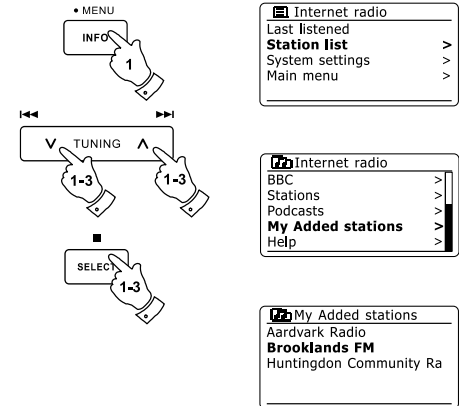 • MENU
INFO
1
TUNING
1-3
1-3
SELECT
1-3
Internet radio
Last listened
Station list >
System settings >
Main menu >
Internet radio
BBC >
Stations >
Podcasts >
My Added stations >
Help >
My Added stations
Aardvark Radio
Brooklands FM
Huntingdon Community Ra